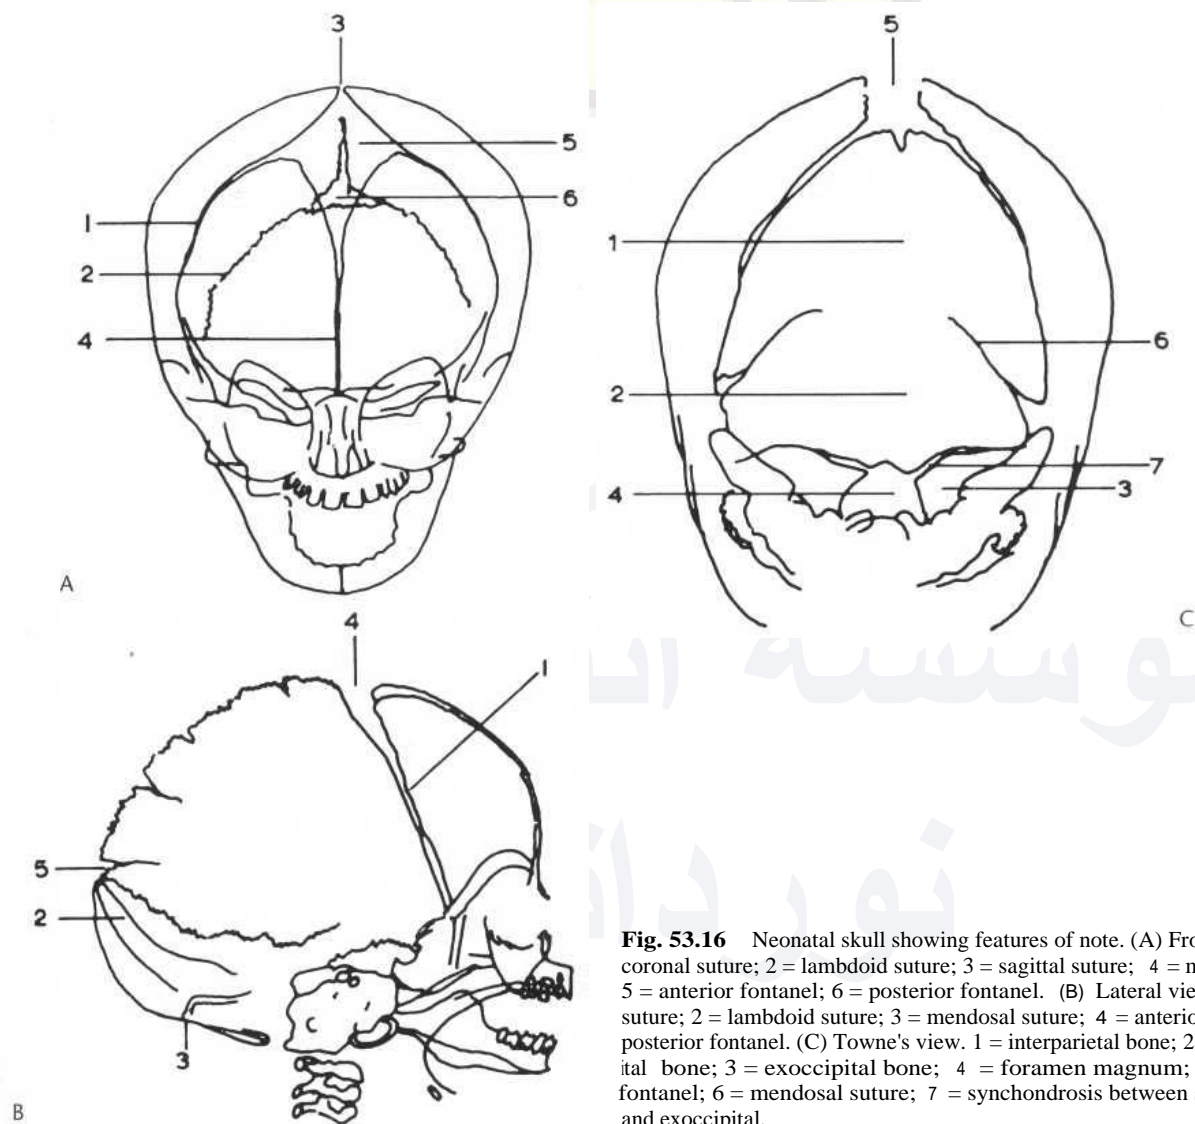 3
5
6
1
2
4
A
5
1
6
2
7
4
3
C
4
1
5
2
3
B
نور
Fig. 53.16 Neonatal skull showing features of note. (A) Fro
coronal suture; 2 = lambdoid suture; 3 = sagittal suture; 4 =
5 = anterior fontanel; 6 = posterior fontanel. (B) Lateral vie
suture; 2 = lambdoid suture; 3 = mendosal suture; 4 = anterio
posterior fontanel. (C) Towne's view. 1 = interparietal bone; 2
ital bone; 3 = exoccipital bone; 4 = foramen magnum;
fontanel; 6 = mendosal suture; 7 = synchondrosis between
and exoccipital.